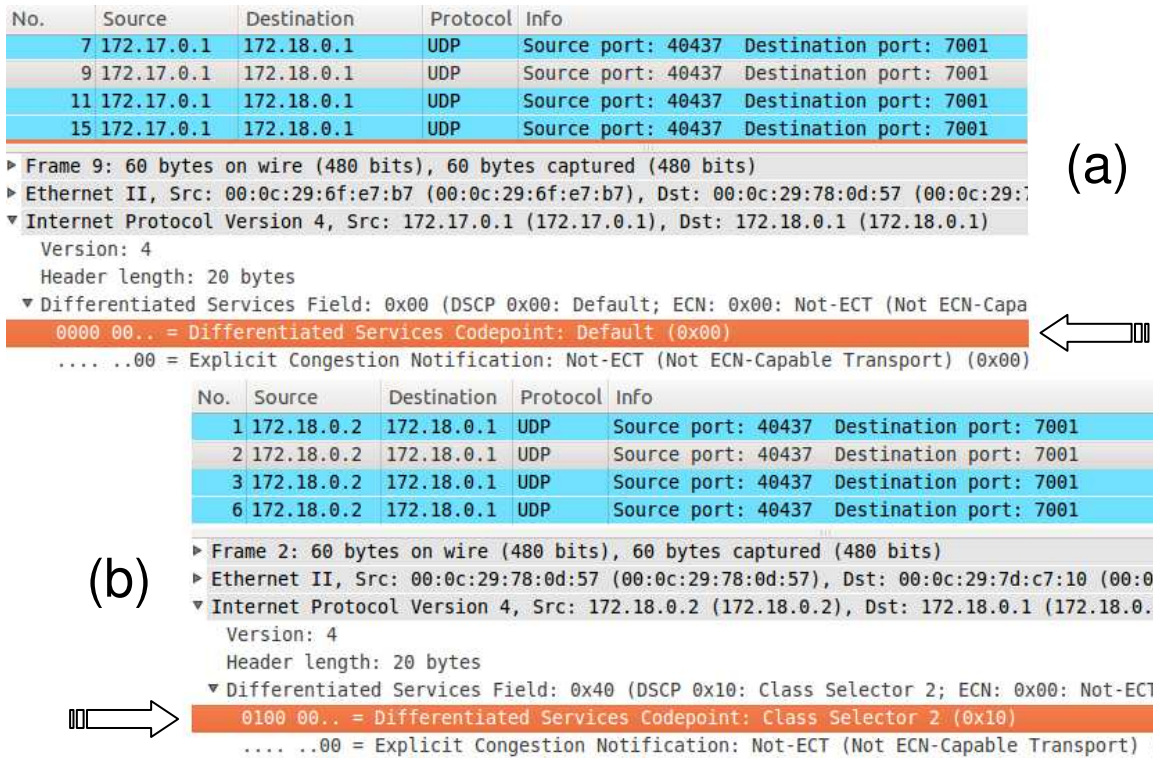 No. Source Destination Protocol Info
7 172.17.0.1 172.18.0.1 UDP Source port: 40437 Destination port: 7001
9 172.17.0.1 172.18.0.1 UDP Source port: 40437 Destination port: 7001
11 172.17.0.1 172.18.0.1 UDP Source port: 40437 Destination port: 7001
15 172.17.0.1 172.18.0.1 UDP Source port: 40437 Destination port: 7001
(a)
Frame 9: 60 bytes on wire (480 bits), 60 bytes captured (480 bits)
Ethernet II, Src: 00:0c:29:6f:e7:b7 (00:0c:29:6f:e7:b7), Dst: 00:0c:29:78:0d:57 (00:0c:29:7
Internet Protocol Version 4, Src: 172.17.0.1 (172.17.0.1), Dst: 172.18.0.1 (172.18.0.1)
Version: 4
Header length: 20 bytes
Differentiated Services Field: 0x00 (DSCP 0x00: Default; ECN: 0x00: Not-ECT (Not ECN-Capa
0000 00.. = Differentiated Services Codepoint: Default (0x00)
.... ..00 = Explicit Congestion Notification: Not-ECT (Not ECN-Capable Transport) (0x00)
No. Source Destination Protocol Info
1 172.18.0.2 172.18.0.1 UDP Source port: 40437 Destination port: 7001
2 172.18.0.2 172.18.0.1 UDP Source port: 40437 Destination port: 7001
3 172.18.0.2 172.18.0.1 UDP Source port: 40437 Destination port: 7001
6 172.18.0.2 172.18.0.1 UDP Source port: 40437 Destination port: 7001
(b)
Frame 2: 60 bytes on wire (480 bits), 60 bytes captured (480 bits)
Ethernet II, Src: 00:0c:29:78:0d:57 (00:0c:29:78:0d:57), Dst: 00:0c:29:7d:c7:10 (00:0
Internet Protocol Version 4, Src: 172.18.0.2 (172.18.0.2), Dst: 172.18.0.1 (172.18.0.
Version: 4
Header length: 20 bytes
Differentiated Services Field: 0x40 (DSCP 0x10: Class Selector 2; ECN: 0x00: Not-ECT
0100 00.. = Differentiated Services Codepoint: Class Selector 2 (0x10)
.... ..00 = Explicit Congestion Notification: Not-ECT (Not ECN-Capable Transport)